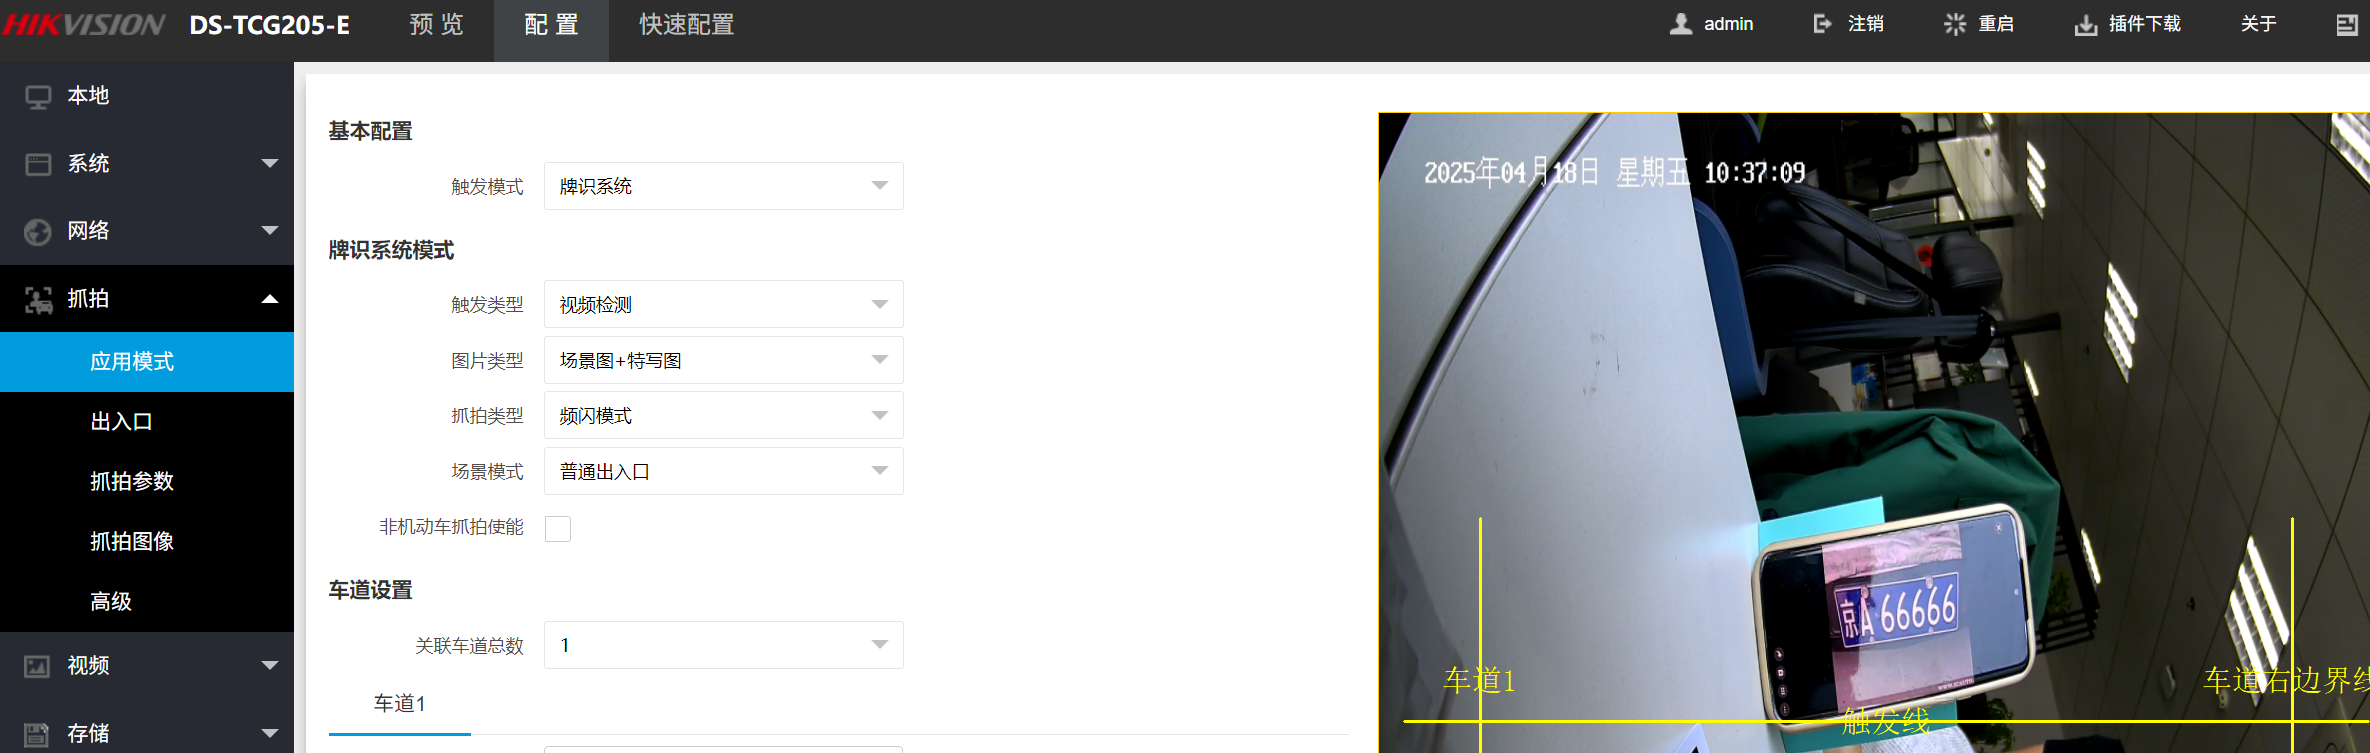 HIKVISION DS-TCG205-E 预 览 配 置 快速配置 admin 注销 重启 插件下载 关于
本地
系统
网络
抓拍
应用模式
出入口
抓拍参数
抓拍图像
高级
视频
存储
基本配置
触发模式 牌识系统
牌识系统模式
触发类型 视频检测
图片类型 场景图+特写图
抓拍类型 频闪模式
场景模式 普通出入口
非机动车抓拍使能
车道设置
关联车道总数 1
车道1
2025年04月18日 星期五 10:37:09
京A 66666
车道1
车道右边界线
触发线